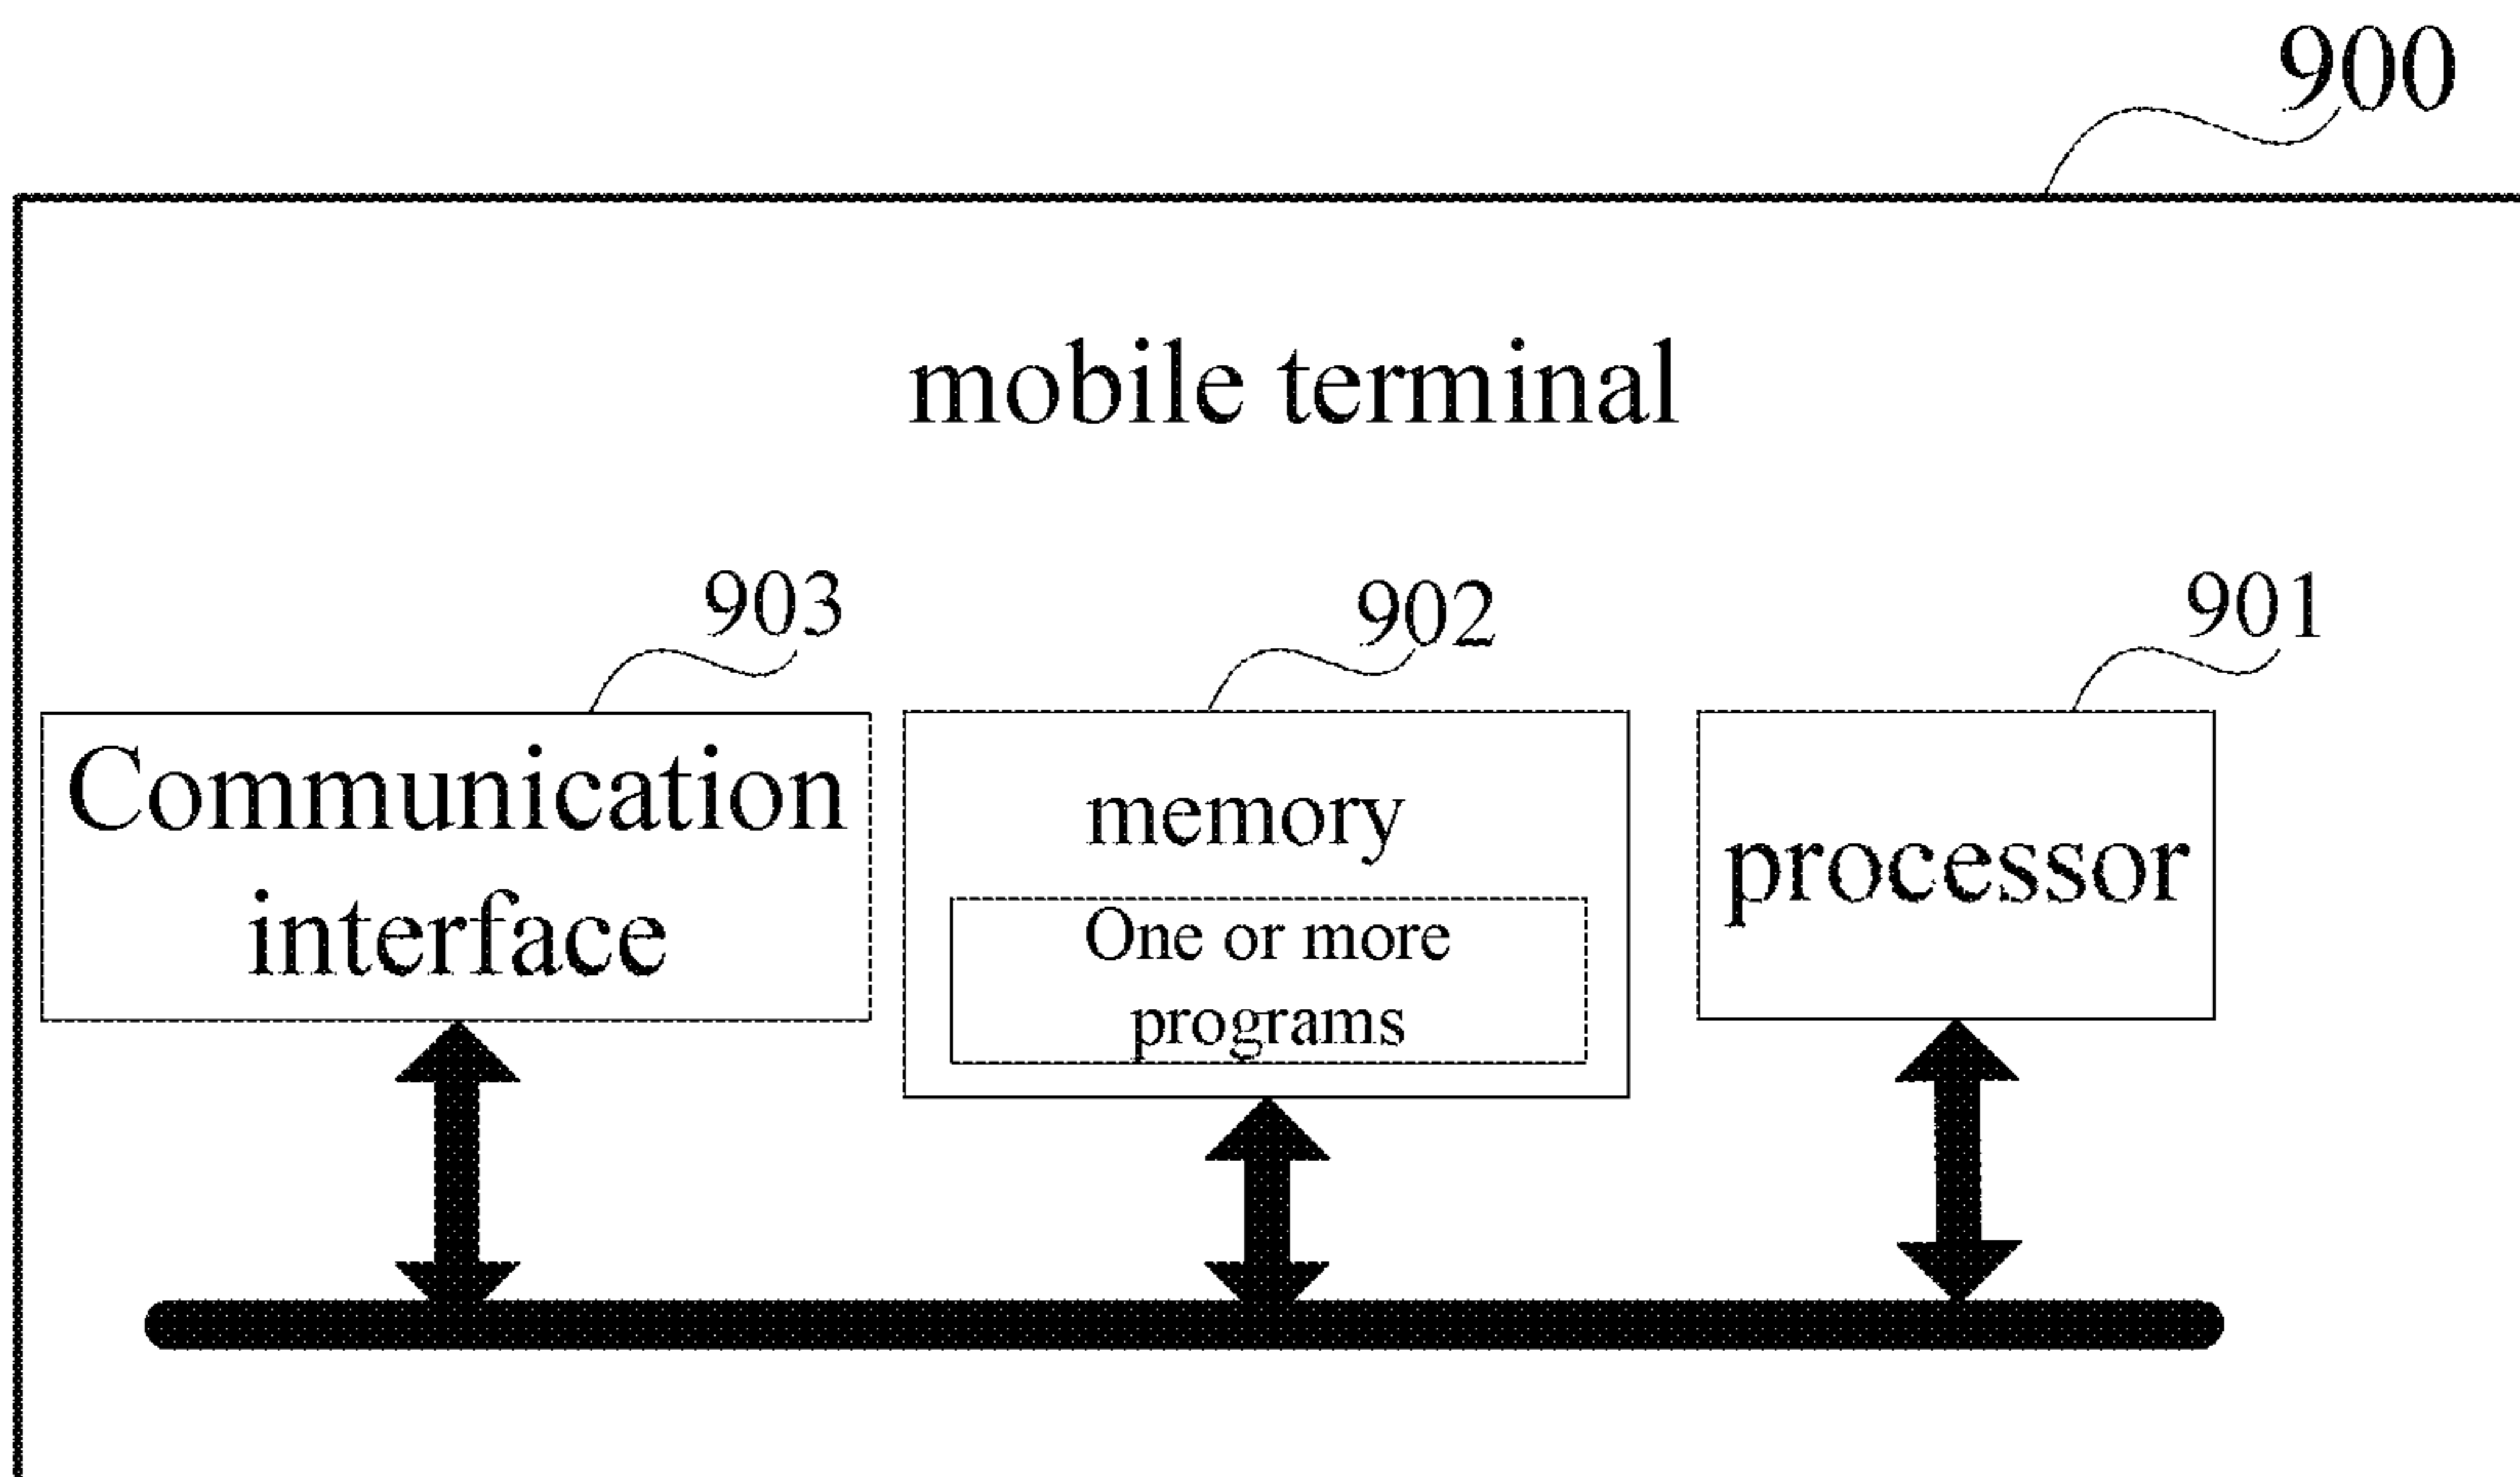 900
mobile terminal
903
902
901
Communication
interface
memory
One or more
programs
processor